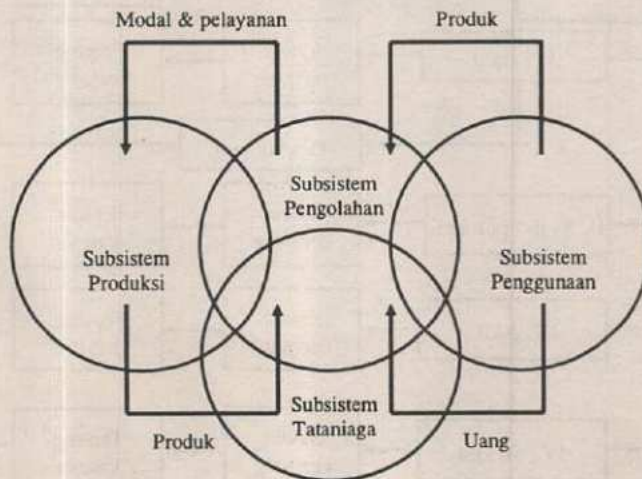 Modal & pelayanan
Produk
Subsistem
Pengolahan
Subsistem
Produksi
Subsistem
Penggunaan
Subsistem
Tataniaga
Produk
Uang